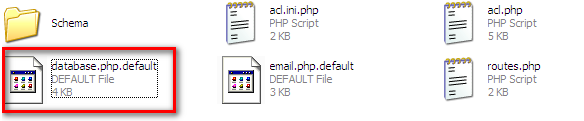 Schema
acl.ini.php
PHP Script
2 KB
acl.php
PHP Script
5 KB
database.php.default
DEFAULT File
4 KB
email.php.default
DEFAULT File
3 KB
routes.php
PHP Script
2 KB